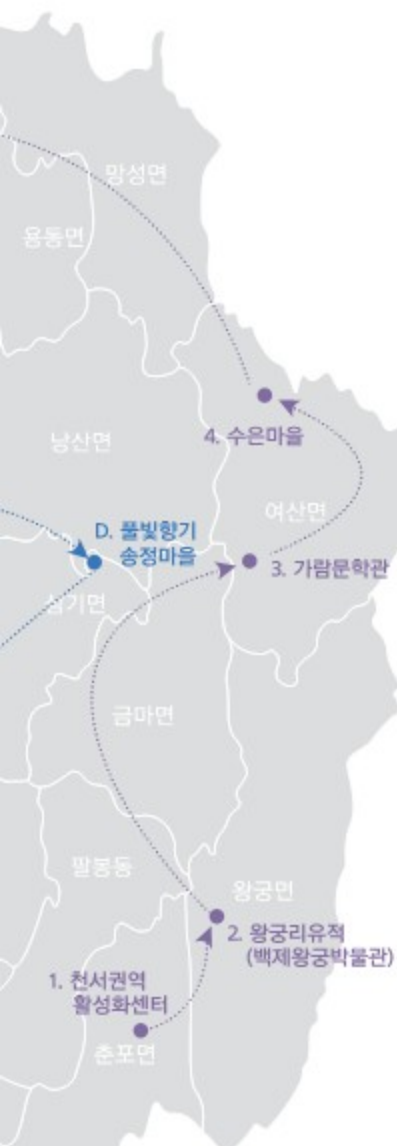 망성면
용동면
4. 수은마을
낭산면
여산면
D. 풀빛향기
송정마을
3. 가람문학관
삼기면
금마면
팔봉동
왕궁면
2. 왕궁리유적
(백제왕궁박물관)
1. 천서권역
활성화센터
춘포면